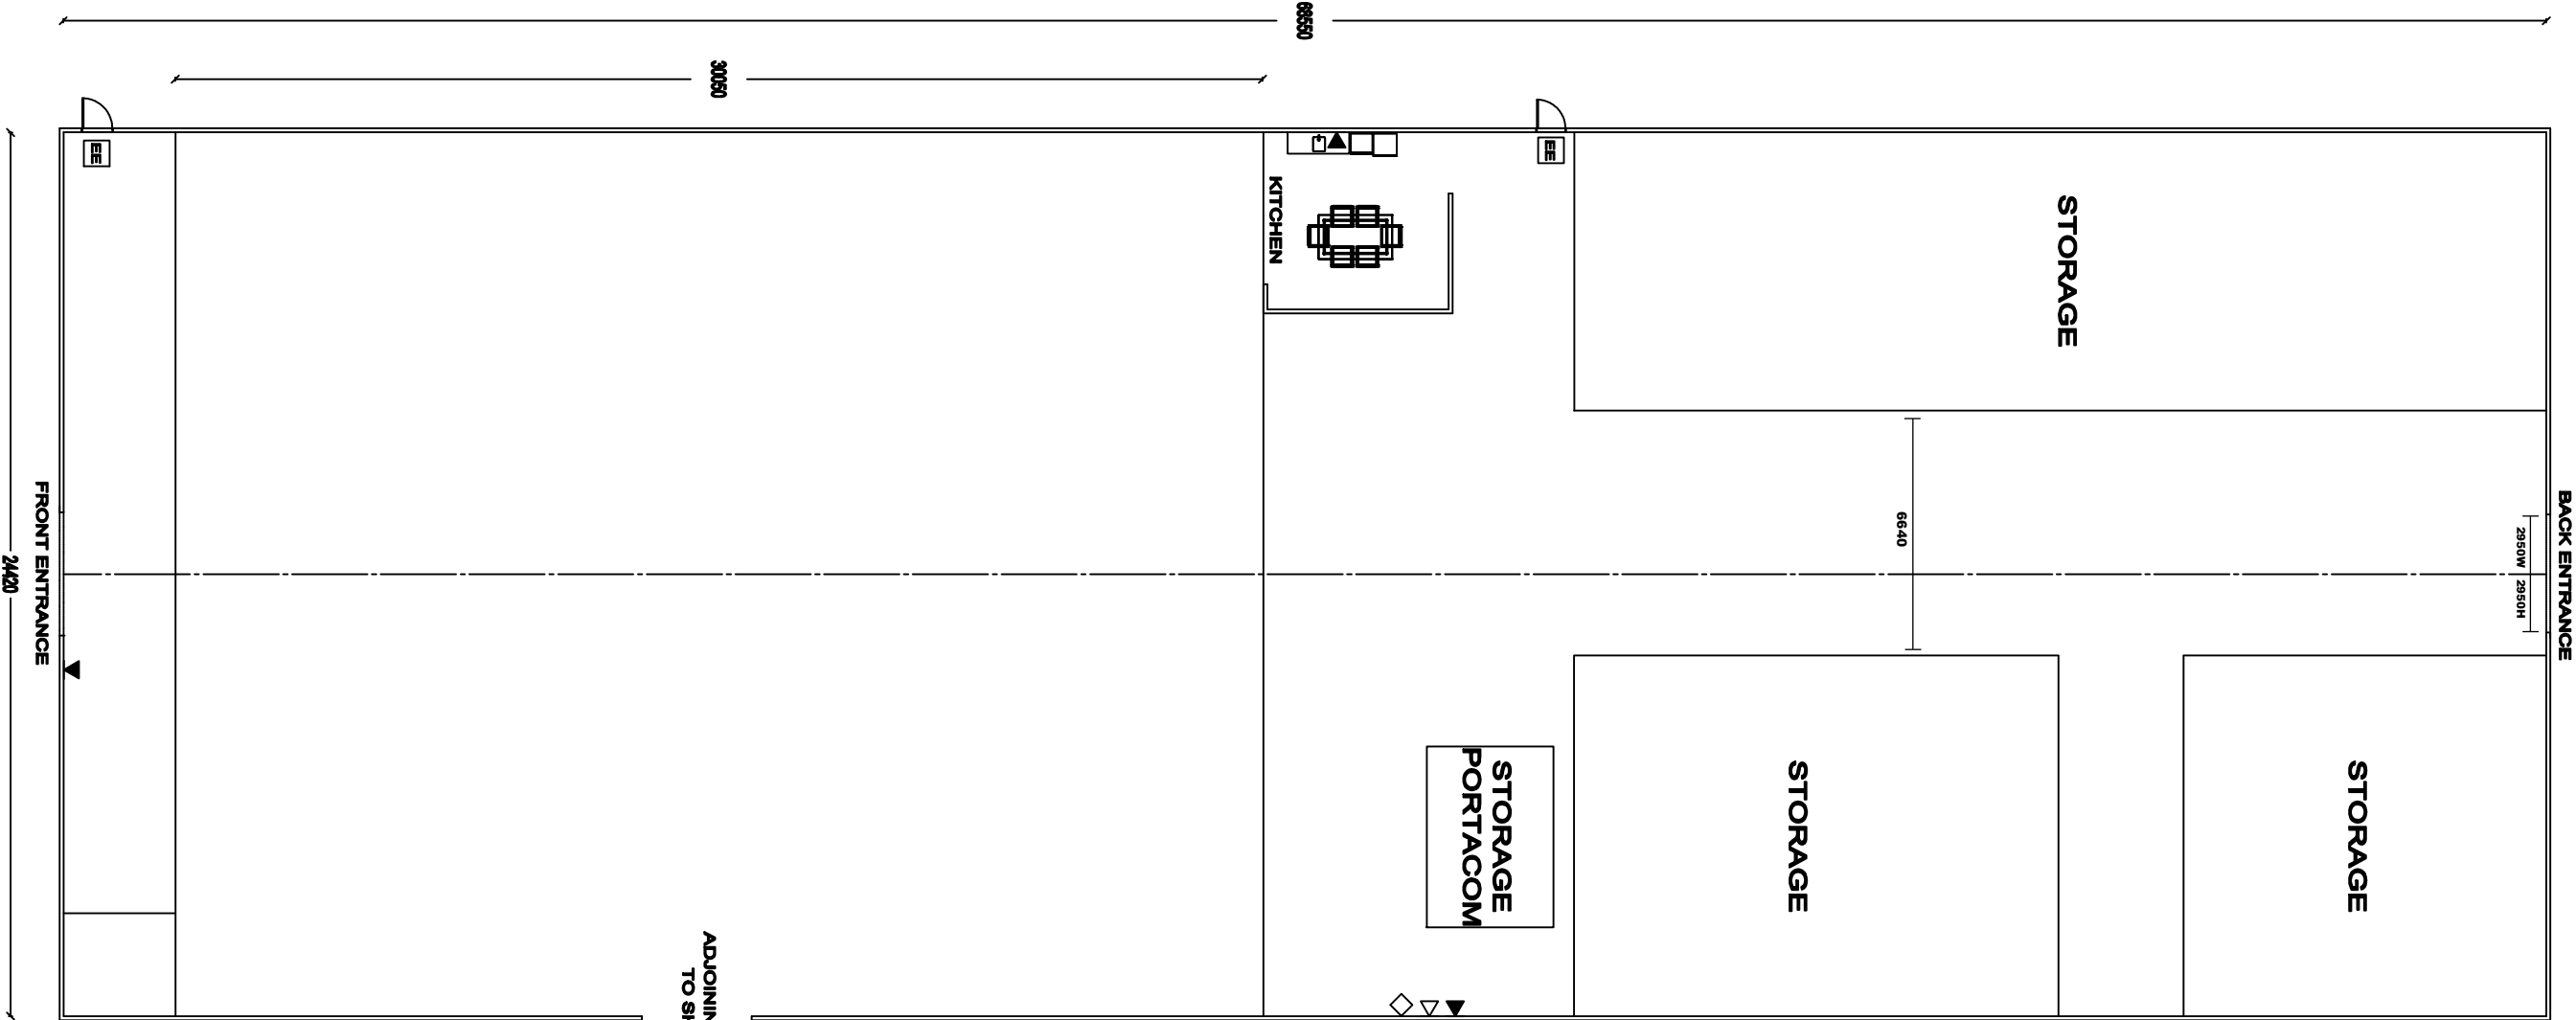 68550
30050
EE
EE
KITCHEN
STORAGE
BACK ENTRANCE
2950W 2950H
6640
FRONT ENTRANCE
24420
STORAGE
PORTACOM
STORAGE
STORAGE
ADJOININ
TO SH